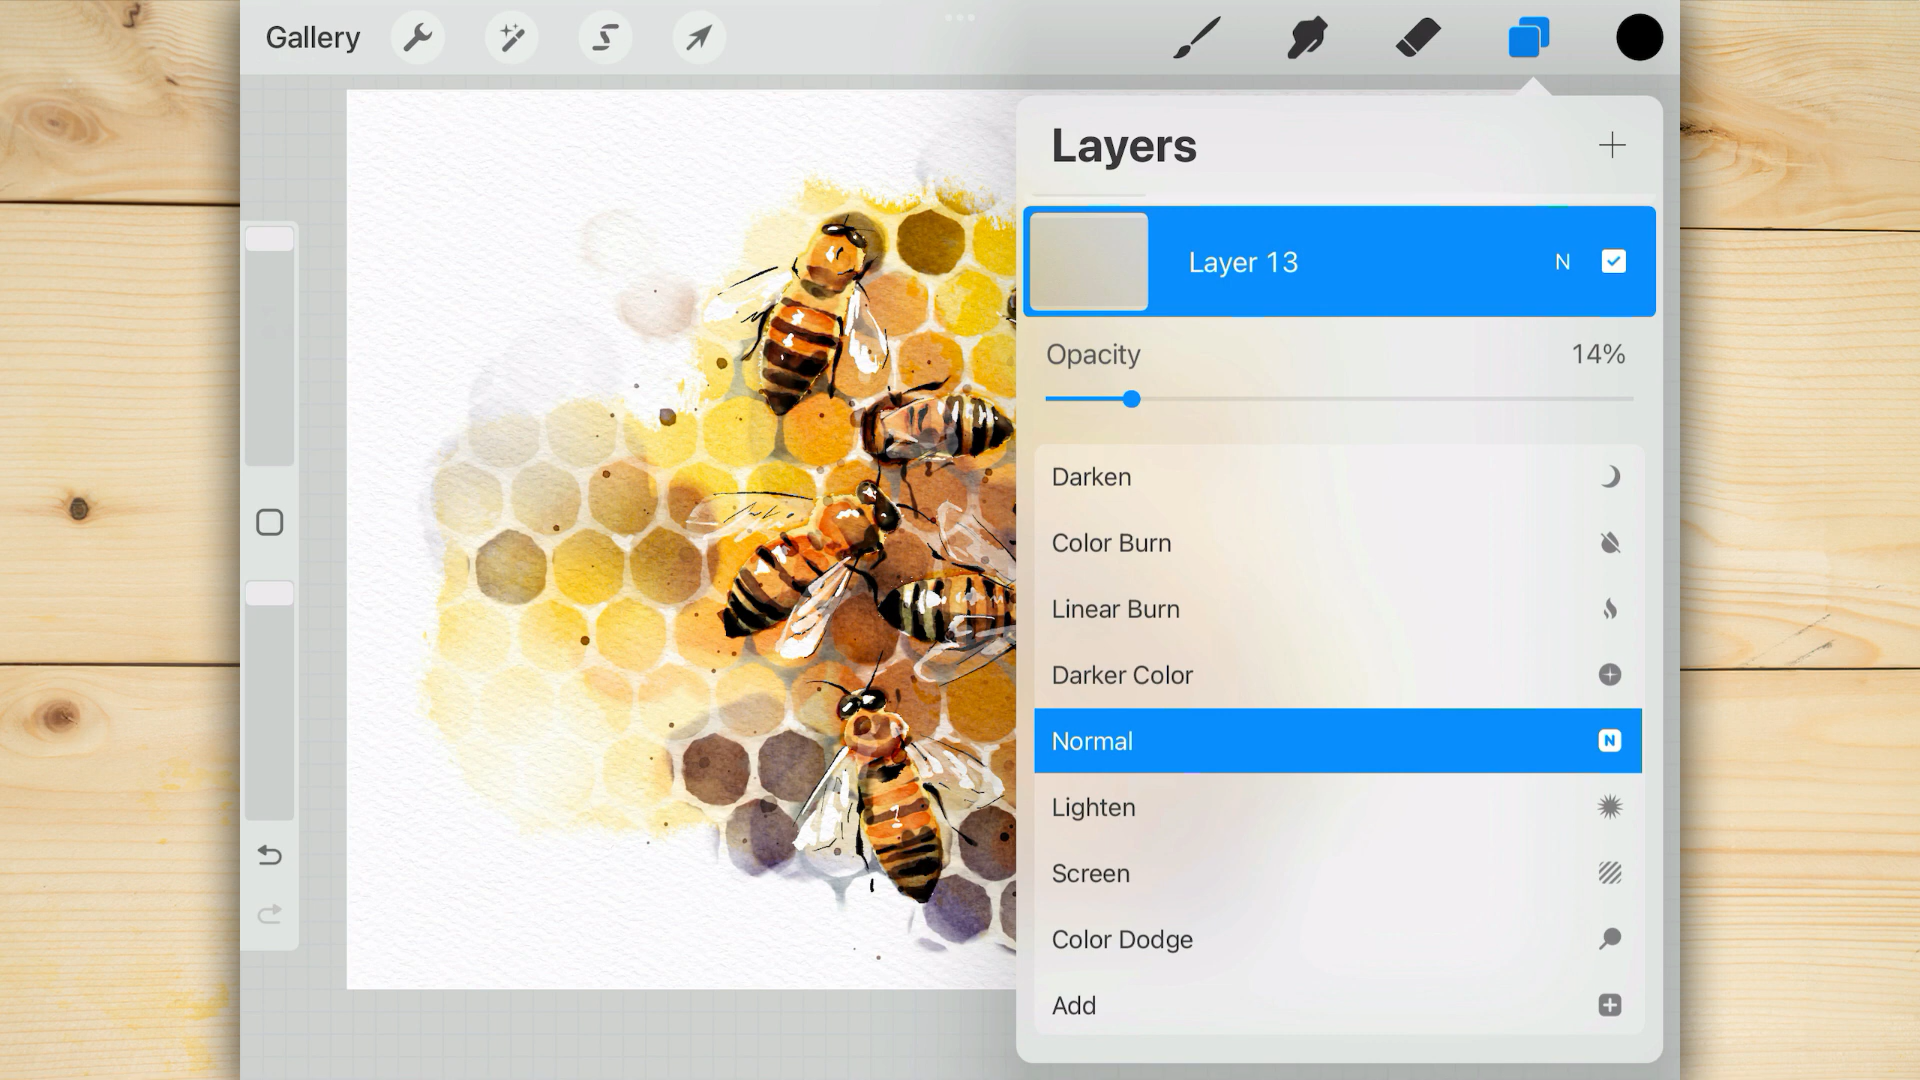 Gallery
Layers
Layer 13 N
Opacity 14%
Darken
Color Burn
Linear Burn
Darker Color
Normal N
Lighten
Screen
Color Dodge
Add